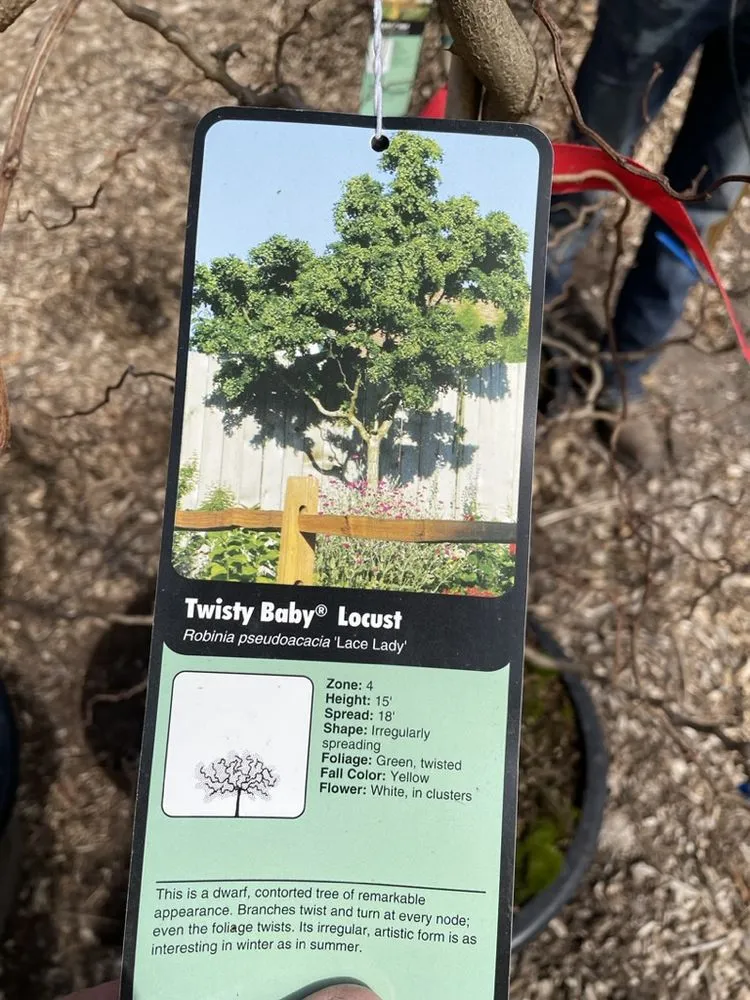 Twisty Baby® Locust
Robinia pseudoacacia 'Lace Lady'
Zone: 4
Height: 15'
Spread: 18'
Shape: Irregularly
spreading
Foliage: Green, twisted
Fall Color: Yellow
Flower: White, in clusters
This is a dwarf, contorted tree of remarkable
appearance. Branches twist and turn at every node;
even the foliage twists. Its irregular, artistic form is as
interesting in winter as in summer.